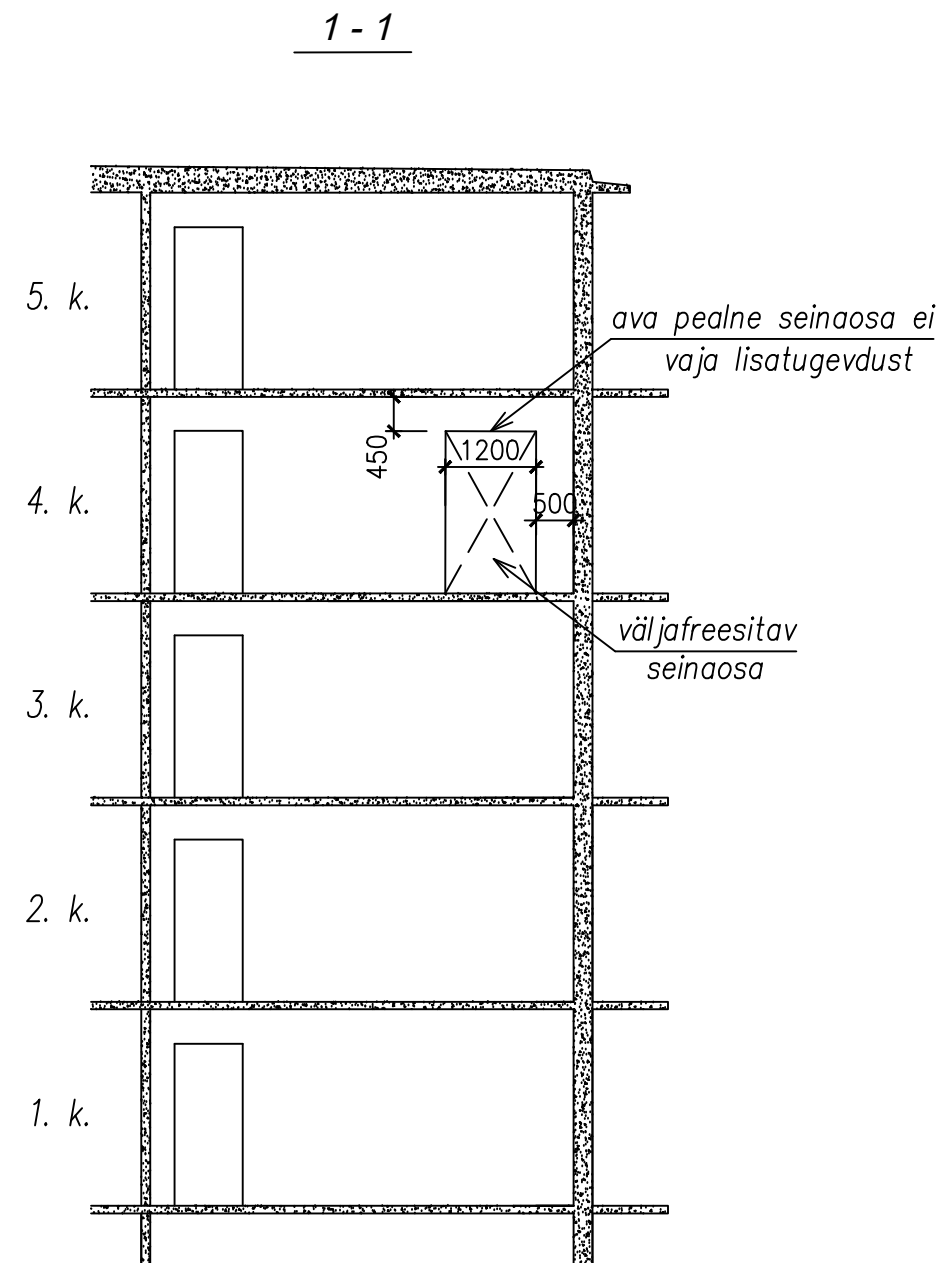 1 - 1
5. k.
ava pealne seinaosa ei
vaja lisatugevdust
450
1200
4. k.
500
väljafreesitav
seinaosa
3. k.
2. k.
1. k.